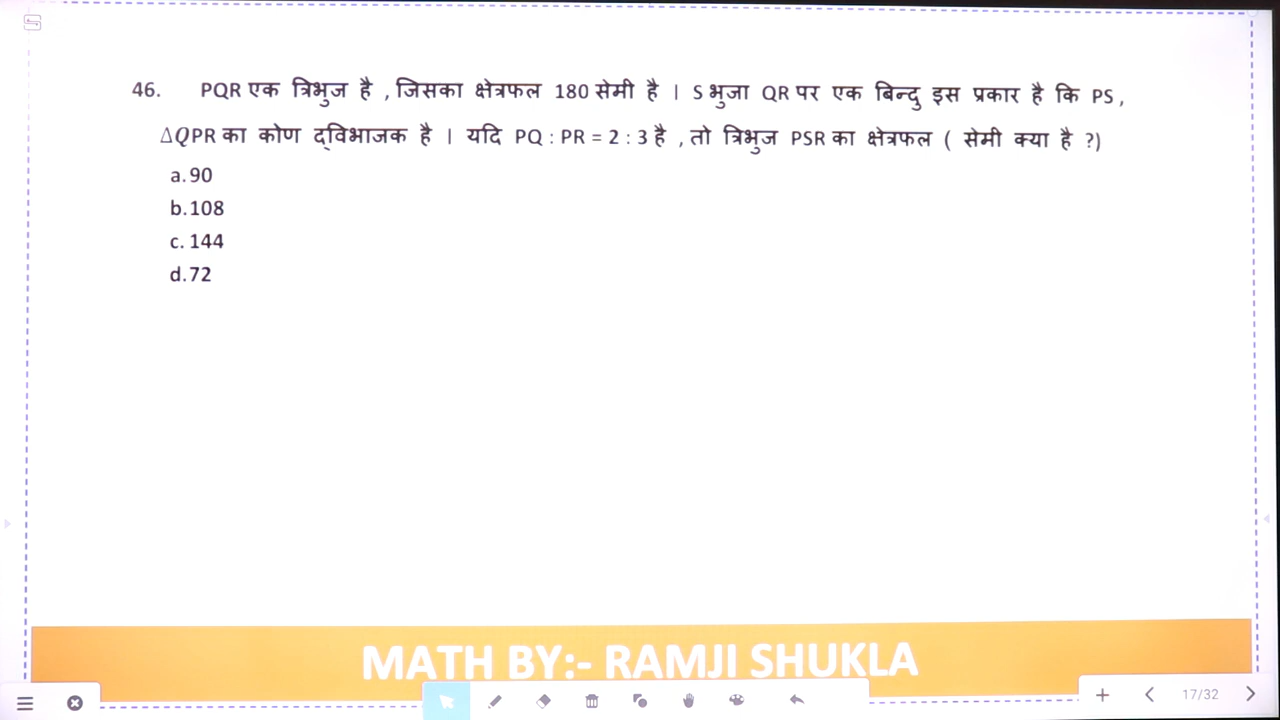 46. PQR एक त्रिभुज है , जिसका क्षेत्रफल 180 सेमी है । S भुजा QR पर एक बिन्दु इस प्रकार है कि PS ,
ΔQPR का कोण द्विभाजक है । यदि PQ : PR = 2 : 3 है , तो त्रिभुज PSR का क्षेत्रफल ( सेमी क्या है ?)
a. 90
b. 108
c. 144
d. 72
MATH BY:- RAMJI SHUKLA
17/32